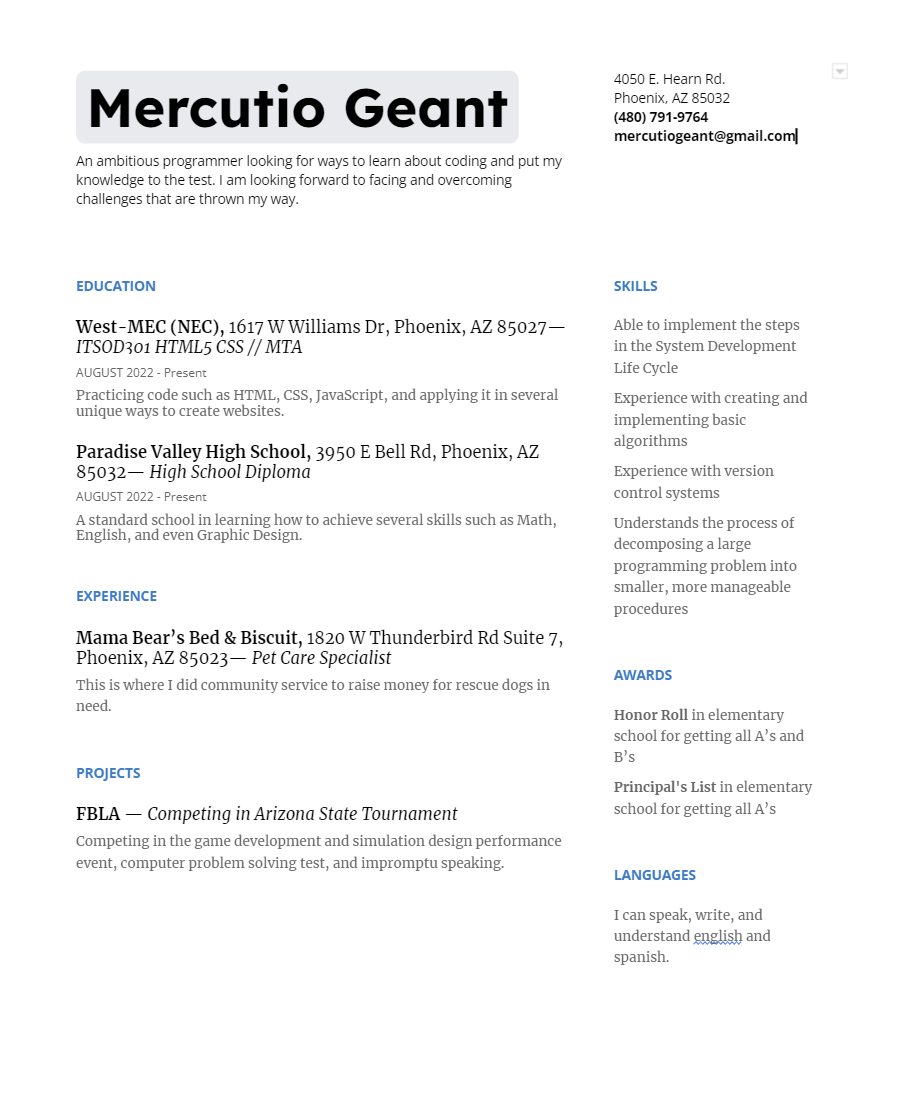 Mercutio Geant
An ambitious programmer looking for ways to learn about coding and put my
knowledge to the test. I am looking forward to facing and overcoming
challenges that are thrown my way.
4050 E. Hearn Rd.
Phoenix, AZ 85032
(480) 791-9764
mercutiogeant@gmail.com
EDUCATION
West-MEC (NEC), 1617 W Williams Dr, Phoenix, AZ 85027—
ITSOD301 HTML5 CSS // MTA
AUGUST 2022 - Present
Practicing code such as HTML, CSS, JavaScript, and applying it in several
unique ways to create websites.
Paradise Valley High School, 3950 E Bell Rd, Phoenix, AZ
85032— High School Diploma
AUGUST 2022 - Present
A standard school in learning how to achieve several skills such as Math,
English, and even Graphic Design.
EXPERIENCE
Mama Bear’s Bed & Biscuit, 1820 W Thunderbird Rd Suite 7,
Phoenix, AZ 85023— Pet Care Specialist
This is where I did community service to raise money for rescue dogs in
need.
PROJECTS
FBLA — Competing in Arizona State Tournament
Competing in the game development and simulation design performance
event, computer problem solving test, and impromptu speaking.
SKILLS
Able to implement the steps
in the System Development
Life Cycle
Experience with creating and
implementing basic
algorithms
Experience with version
control systems
Understands the process of
decomposing a large
programming problem into
smaller, more manageable
procedures
AWARDS
Honor Roll in elementary
school for getting all A’s and
B’s
Principal's List in elementary
school for getting all A’s
LANGUAGES
I can speak, write, and
understand english and
spanish.